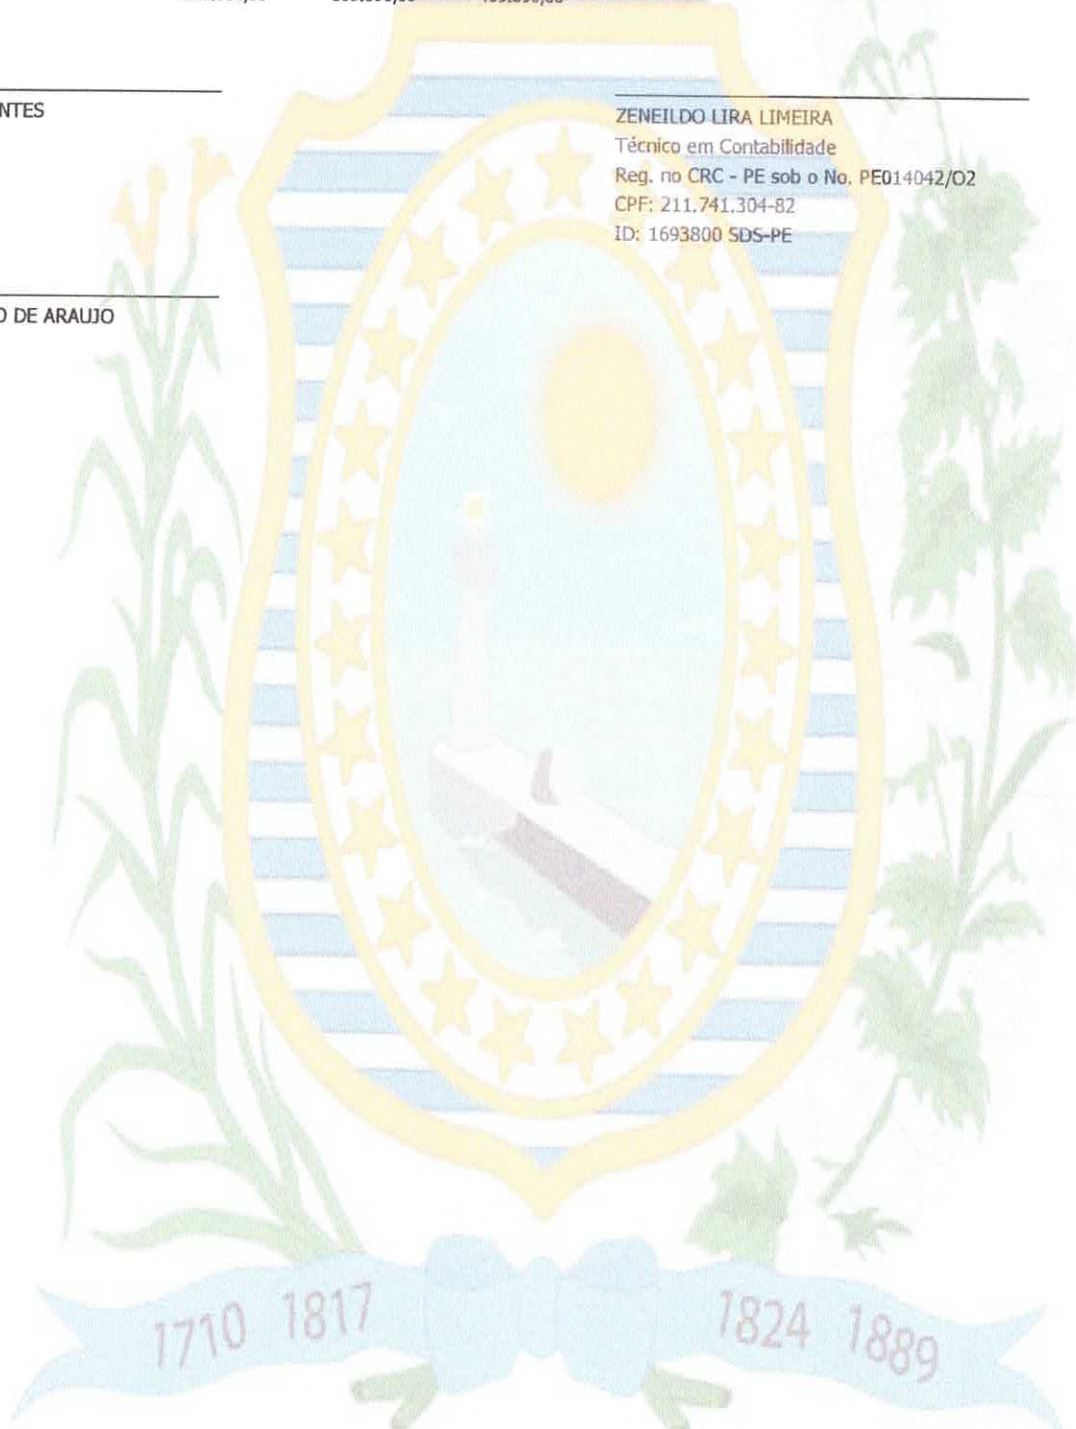 NTES
O DE ARAUJO
ZENEILDO LIRA LIMEIRA
Técnico em Contabilidade
Reg. no CRC - PE sob o No. PE014042/O2
CPF: 211.741.304-82
ID: 1693800 SDS-PE
1710 1817 1824 1889